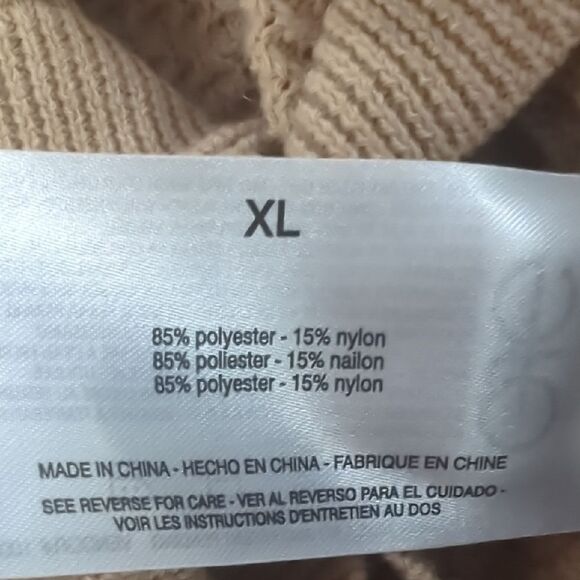 XL
85% polyester - 15% nylon
85% poliester - 15% nailon
85% polyester - 15% nylon
MADE IN CHINA - HECHO EN CHINA - FABRIQUE EN CHINE
SEE REVERSE FOR CARE - VER AL REVERSO PARA EL CUIDADO -
VOIR LES INSTRUCTIONS D'ENTRETIEN AU DOS